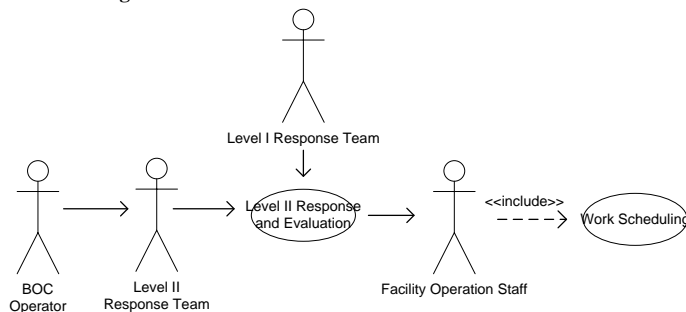 Level I Response Team
Level II Response
and Evaluation
<<include>>
Work Scheduling
BOC
Operator
Level II
Response Team
Facility Operation Staff